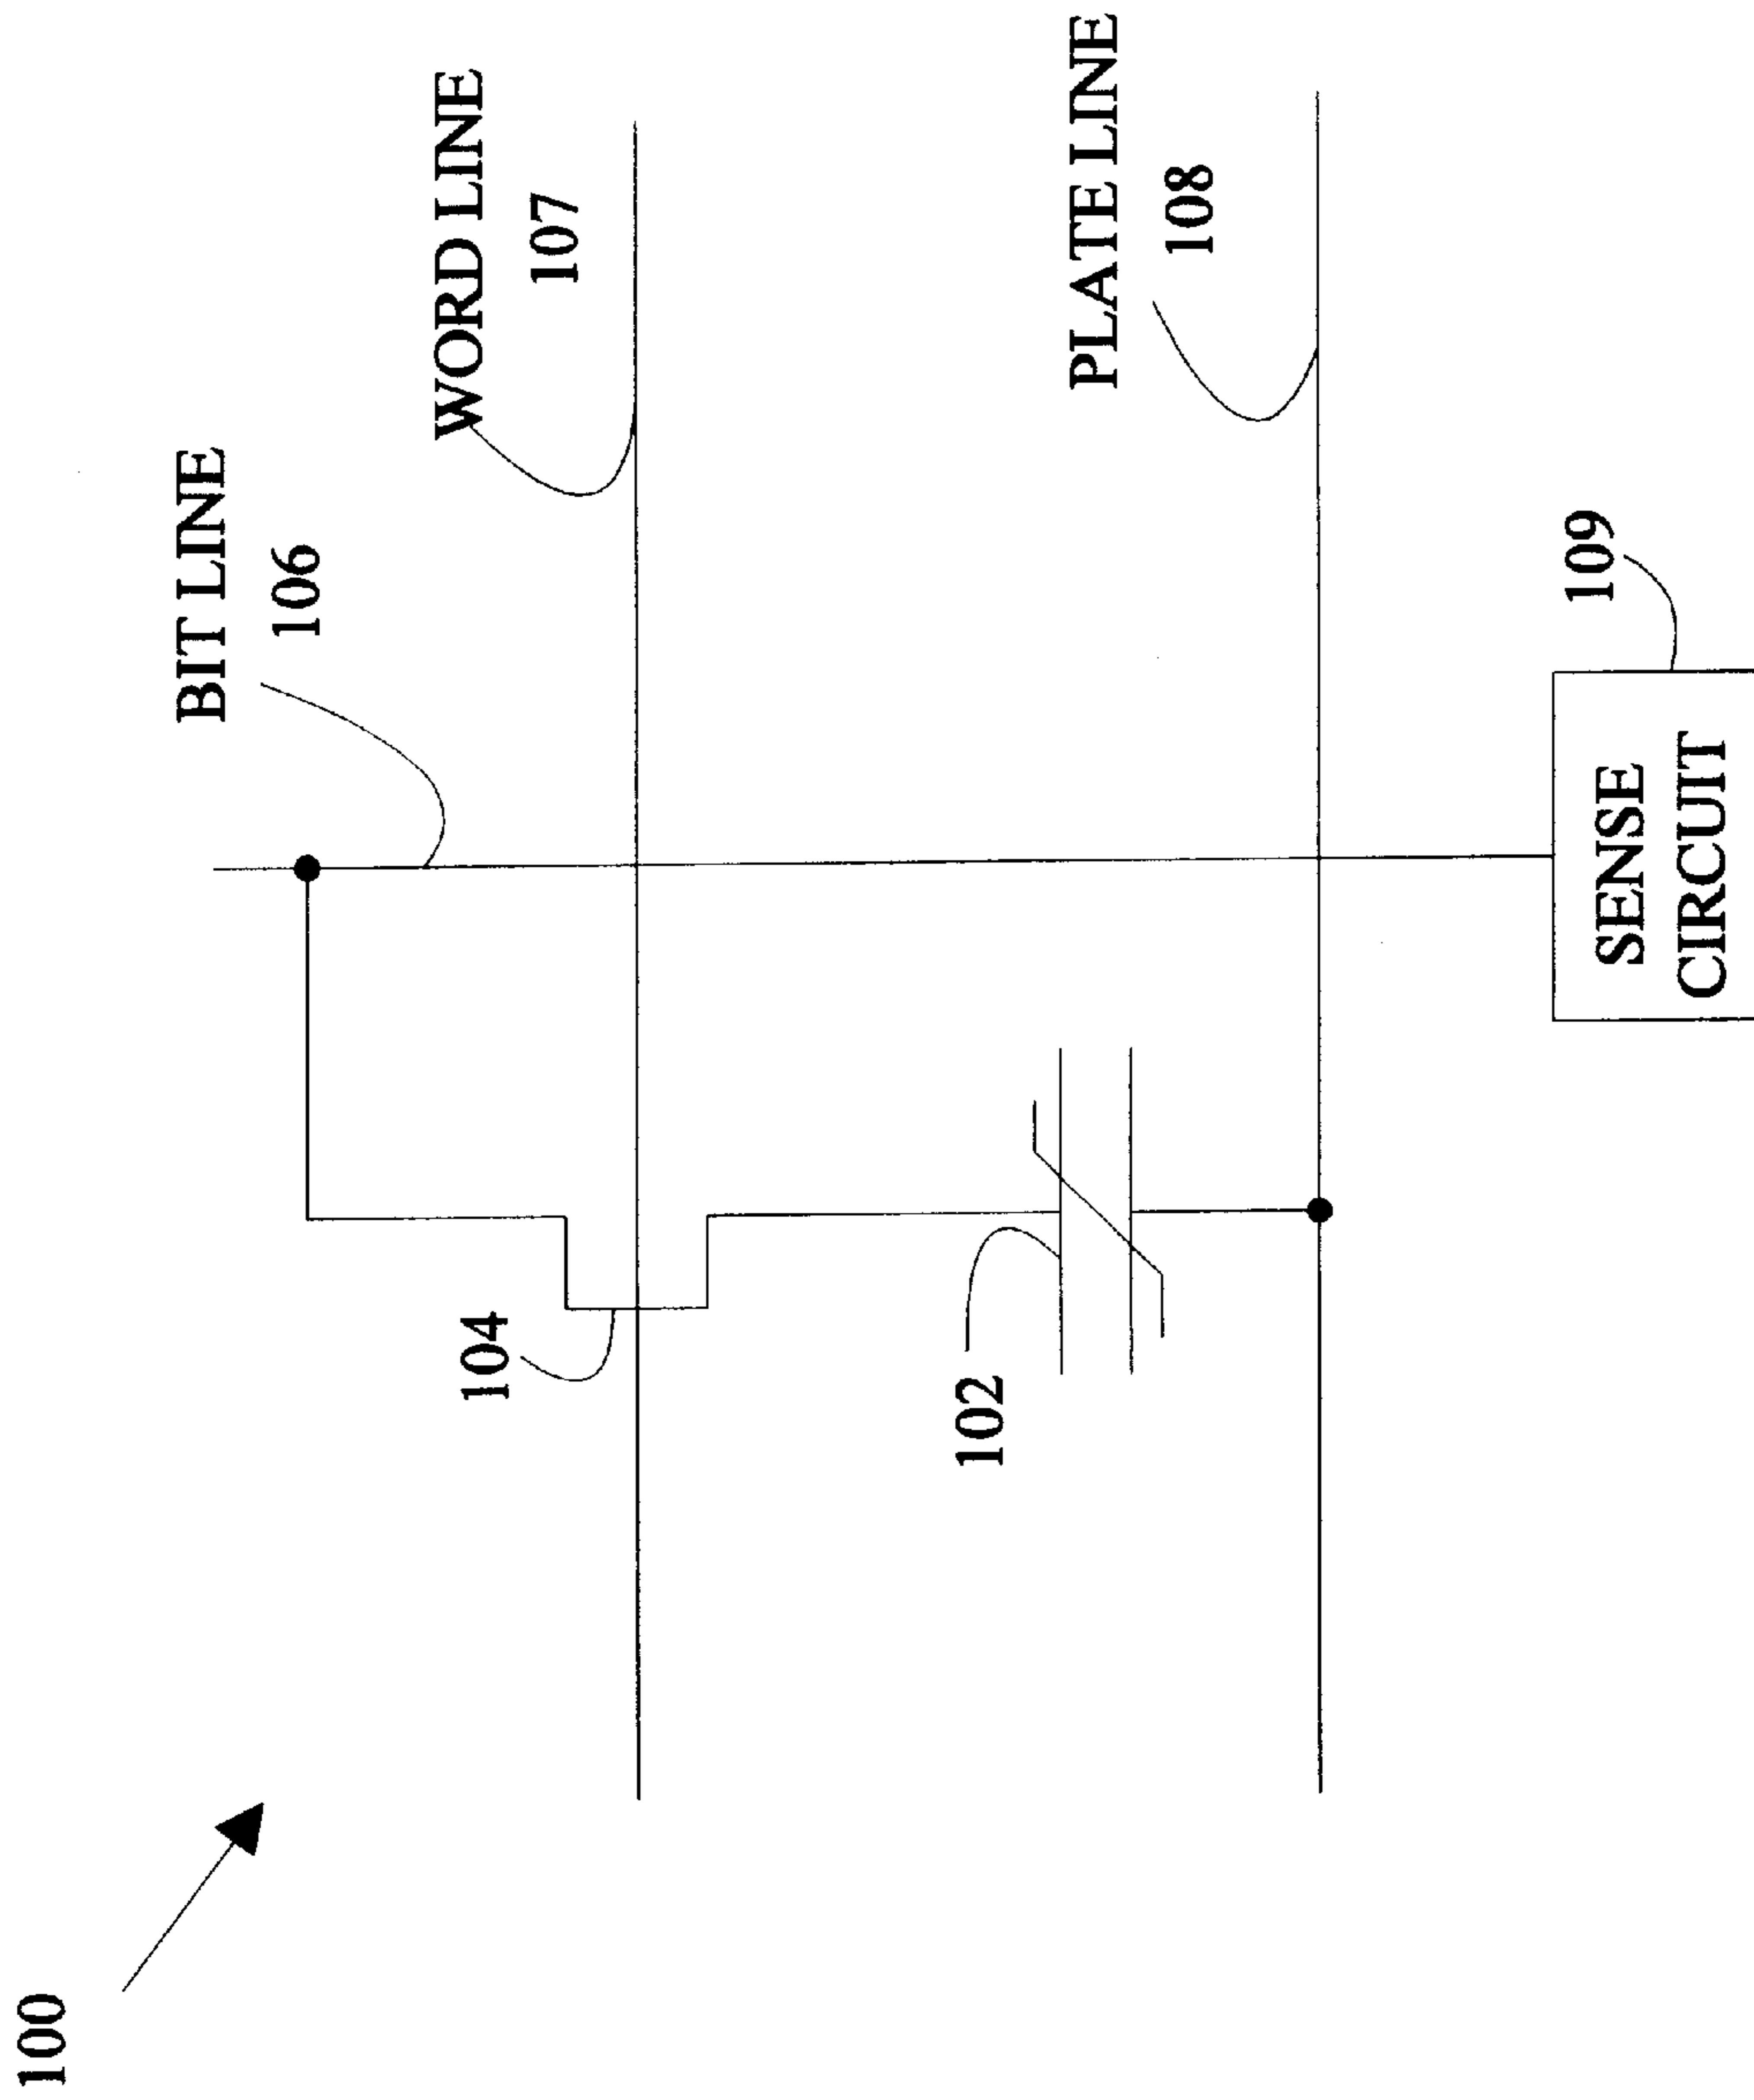 100
BIT LINE
106
WORD LINE
107
104
102
PLATE LINE
108
109
SENSE
CIRCUIT